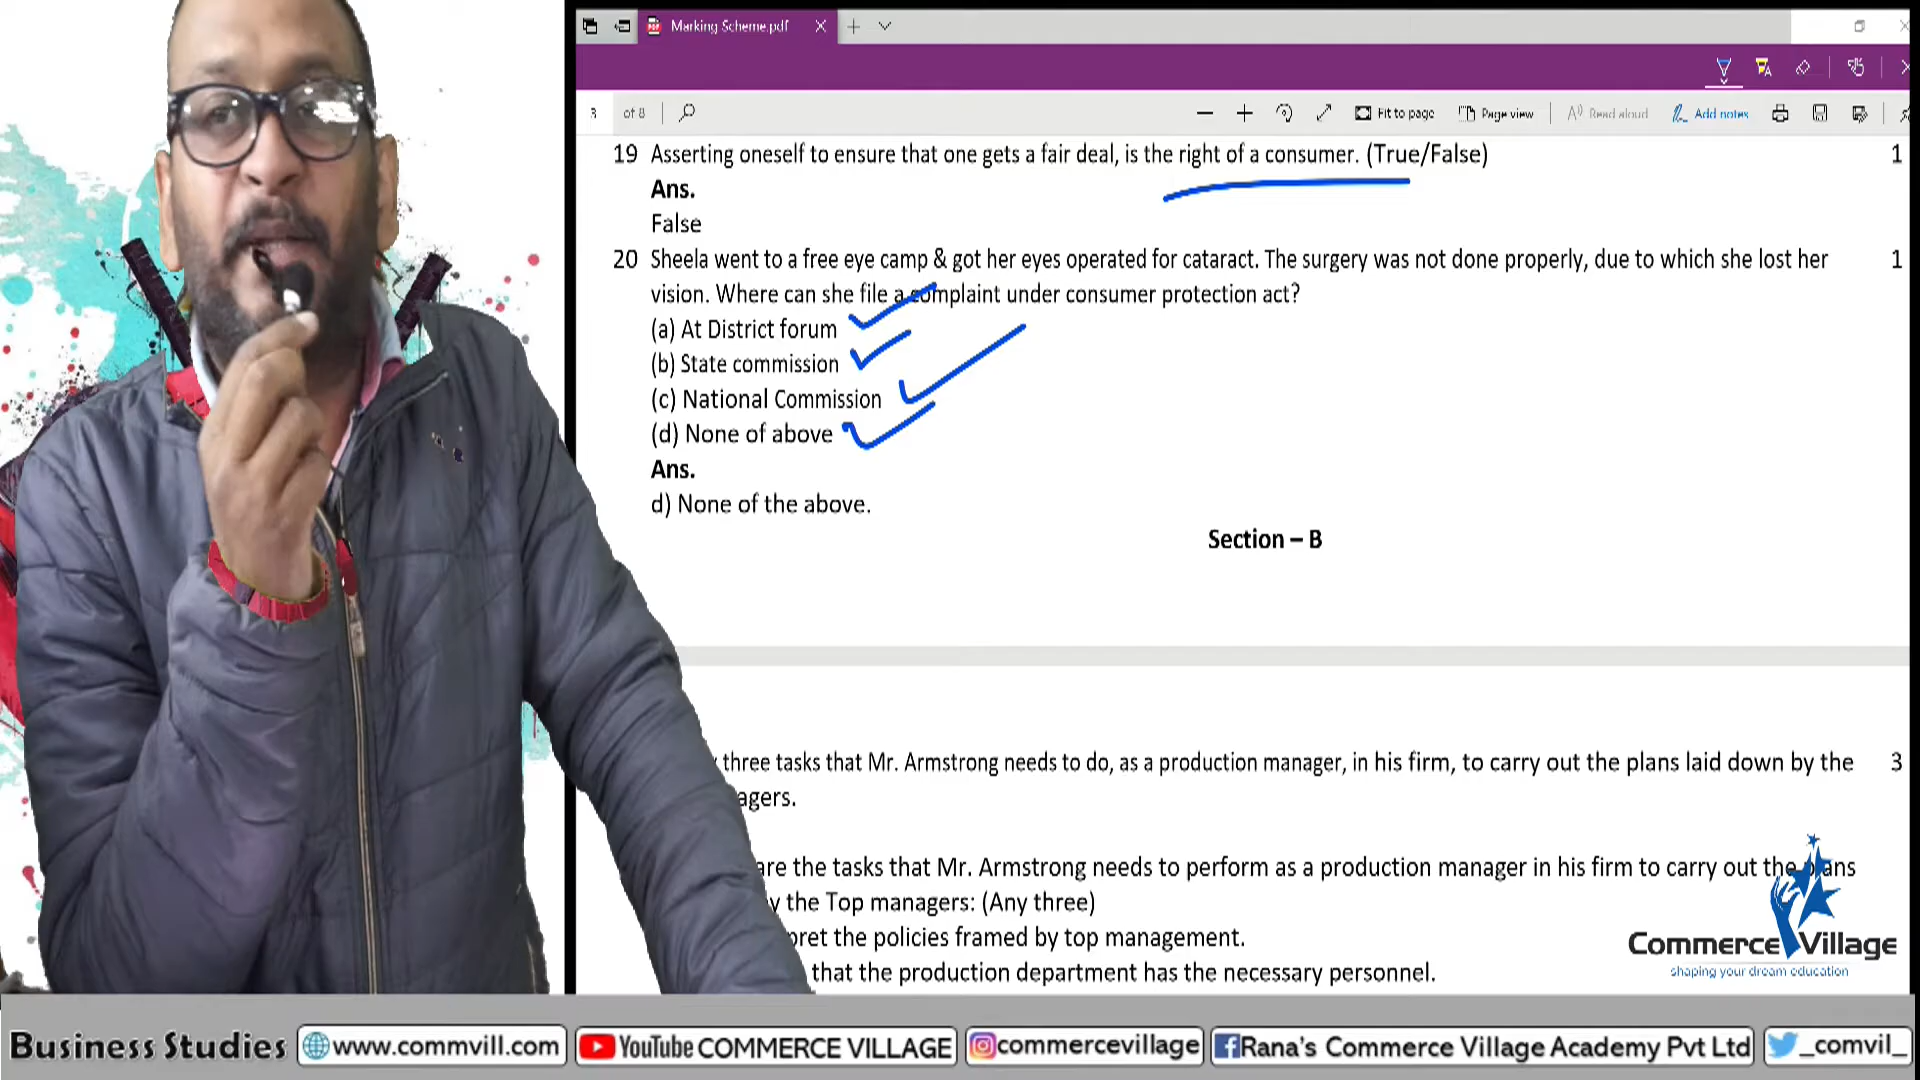 Marking Scheme.pdf
3 of 8
Fit to page
Page view
Read aloud
Add notes
19 Asserting oneself to ensure that one gets a fair deal, is the right of a consumer. (True/False) 1
Ans.
False
20 Sheela went to a free eye camp & got her eyes operated for cataract. The surgery was not done properly, due to which she lost her 1
vision. Where can she file a complaint under consumer protection act?
(a) At District forum
(b) State commission
(c) National Commission
(d) None of above
Ans.
d) None of the above.
Section – B
three tasks that Mr. Armstrong needs to do, as a production manager, in his firm, to carry out the plans laid down by the 3
agers.
are the tasks that Mr. Armstrong needs to perform as a production manager in his firm to carry out the plans
y the Top managers: (Any three)
pret the policies framed by top management.
that the production department has the necessary personnel.
Commerce Village
shaping your dream education
Business Studies www.commvill.com YouTube COMMERCE VILLAGE commercevillage Rana's Commerce Village Academy Pvt Ltd _comvil_